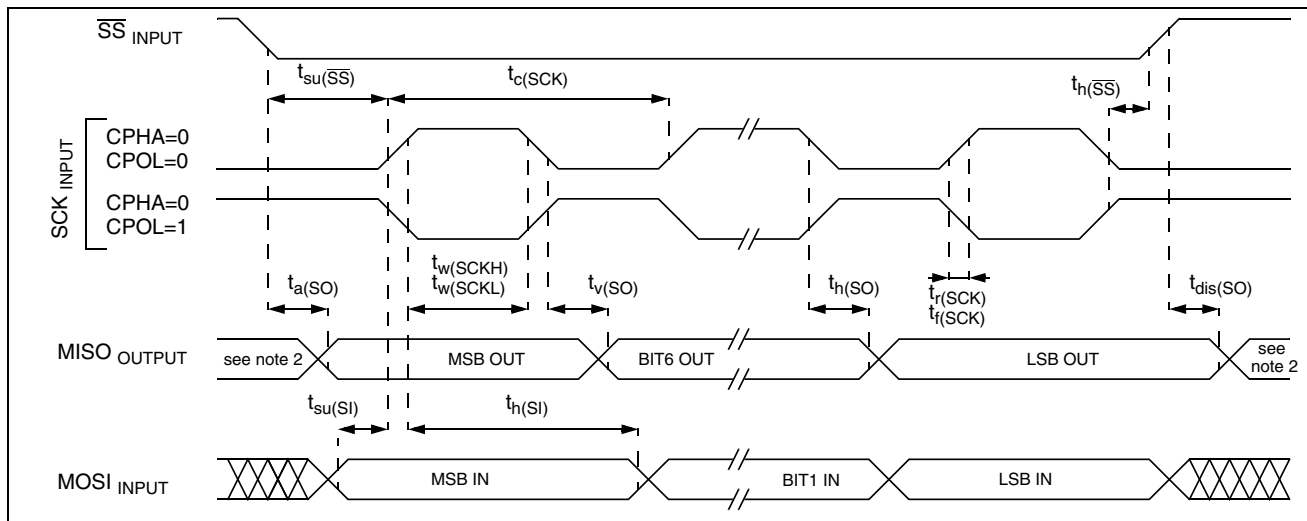 SS INPUT
tsu(SS)
tc(SCK)
th(SS)
SCK INPUT
CPHA=0
CPOL=0
CPHA=0
CPOL=1
ta(SO)
tw(SCKH)
tw(SCKL)
tv(SO)
th(SO)
tr(SCK)
tf(SCK)
tdis(SO)
MISO OUTPUT
see note 2
MSB OUT
BIT6 OUT
LSB OUT
see
note 2
tsu(SI)
th(SI)
MOSI INPUT
MSB IN
BIT1 IN
LSB IN